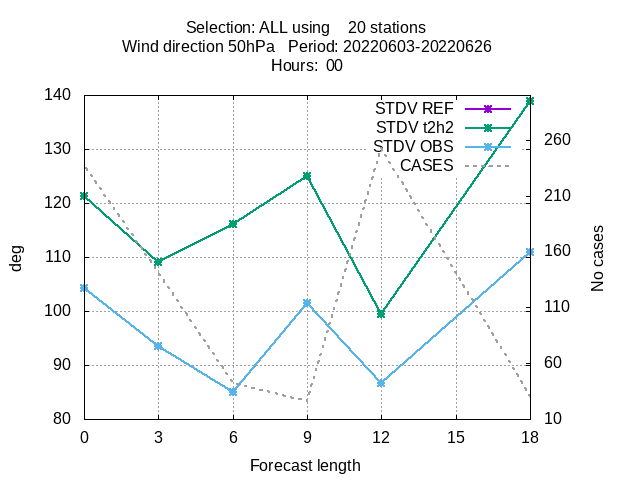 Selection: ALL using    20 stations
Wind direction 50hPa   Period: 20220603-20220626
Hours:  00
STDV REF
STDV t2h2
STDV OBS
CASES
140
130
120
110
100
90
80
deg
260
210
160
110
60
10
No cases
0 3 6 9 12 15 18
Forecast length